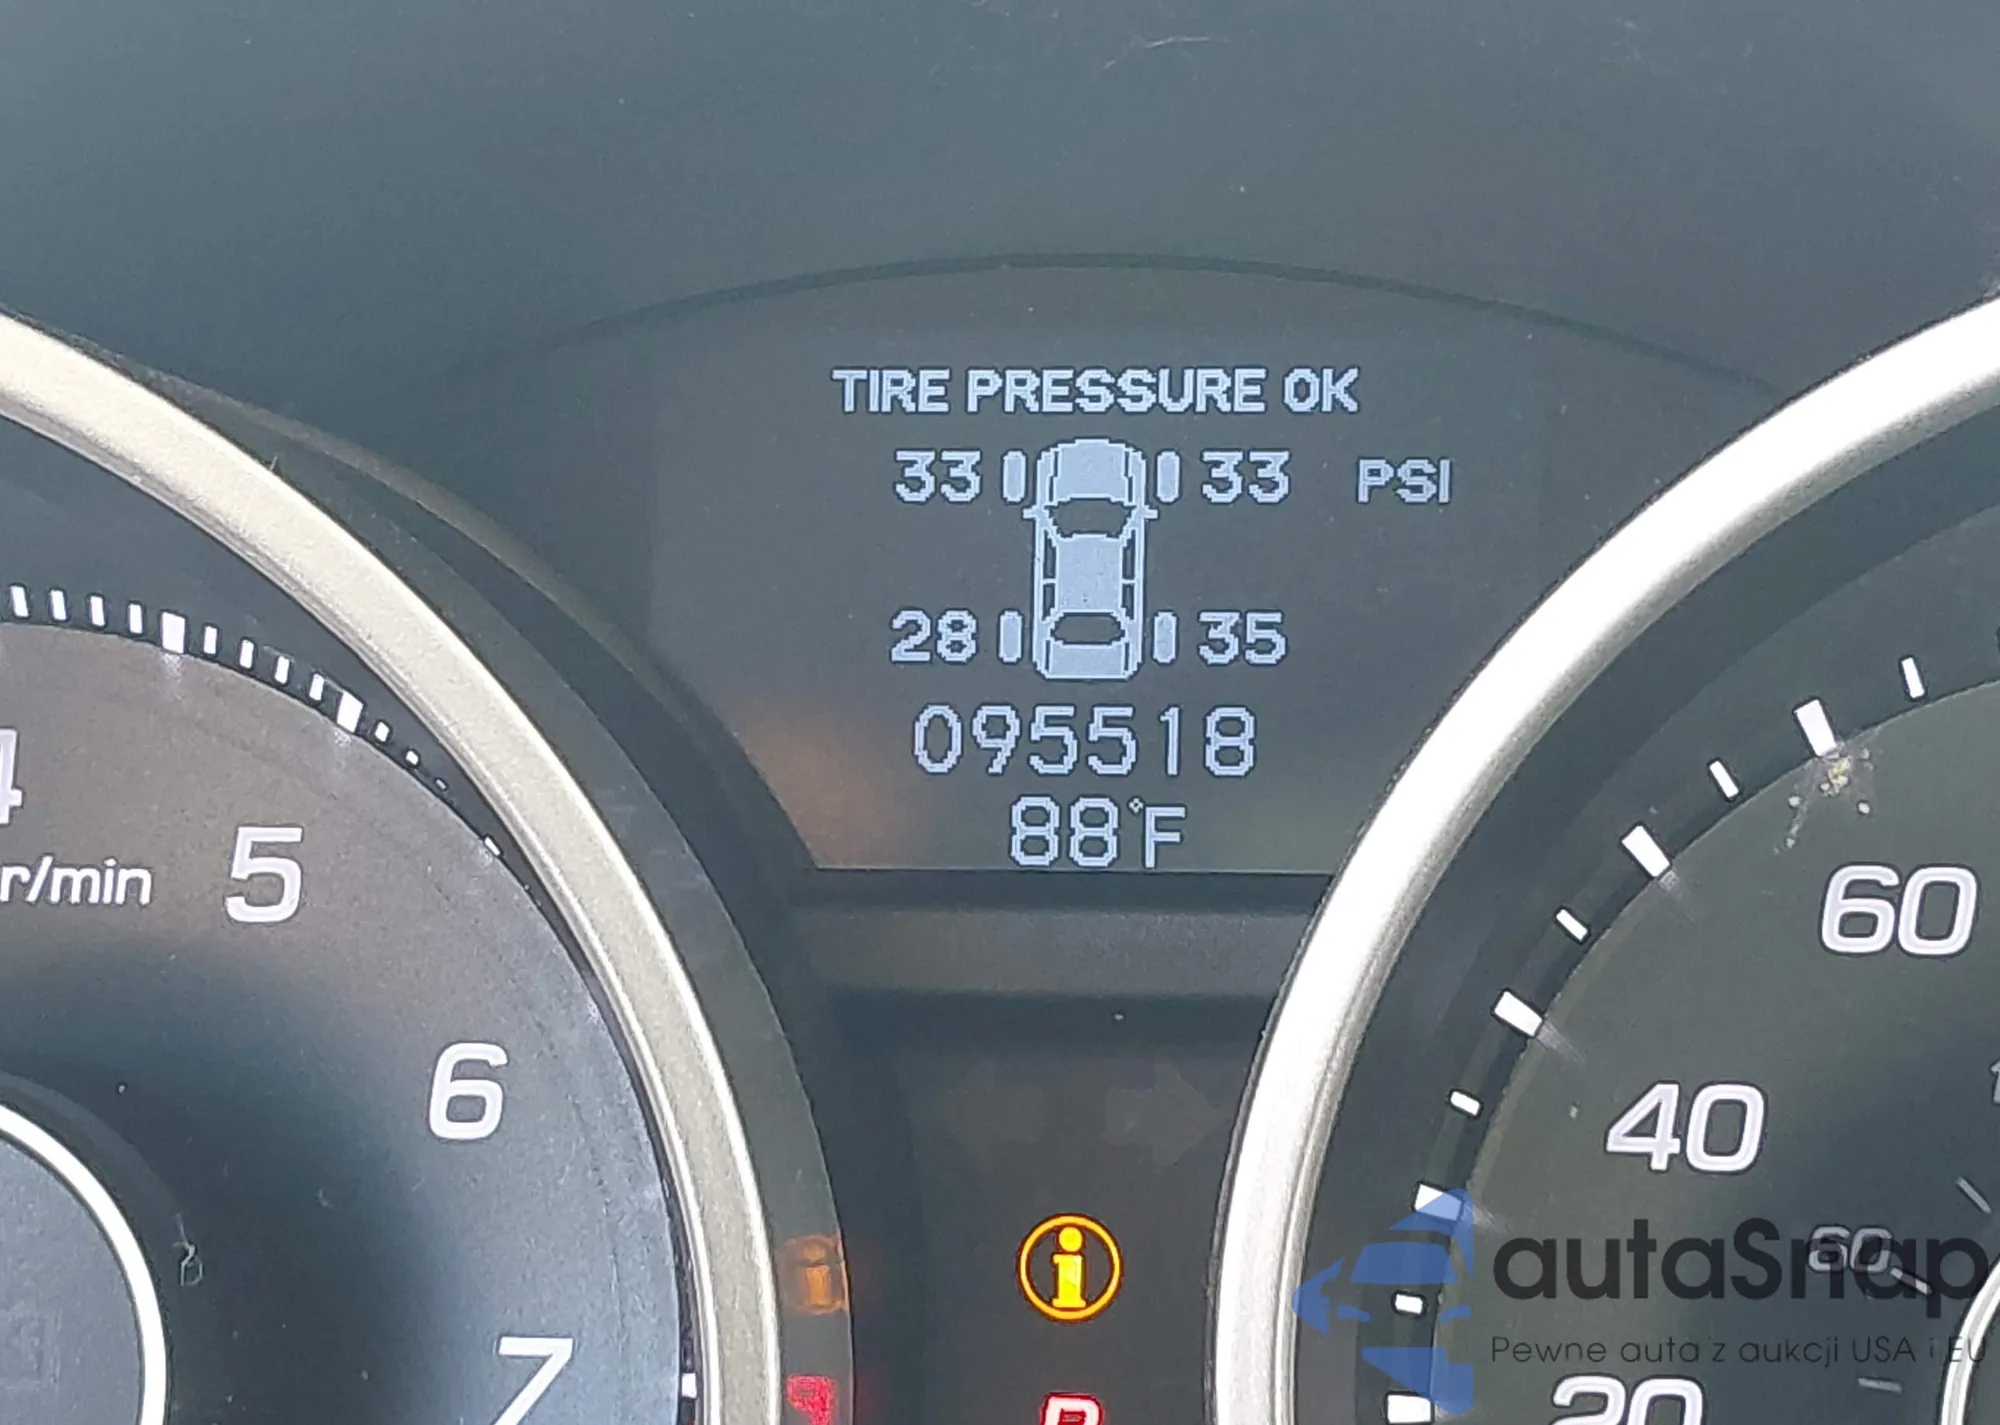 TIRE PRESSURE OK
33 33 PSI
28 35
095518
88°F
4
r/min
5
6
7
60
40
60
20
P
autaSnap
Pewne auta z aukcji USA i EU